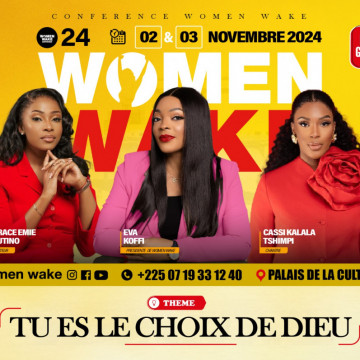 CONFERENCE WOMEN WAKE
24 02 & 03 NOVEMBRE 2024
WOMEN
WAKE
RACE EMIE
UTINO
EVA
KOFFI
CASSI KALALA
TSHIMPI
men wake +225 07 19 33 12 40 PALAIS DE LA CULT
THEME
TU ES LE CHOIX DE DIEU